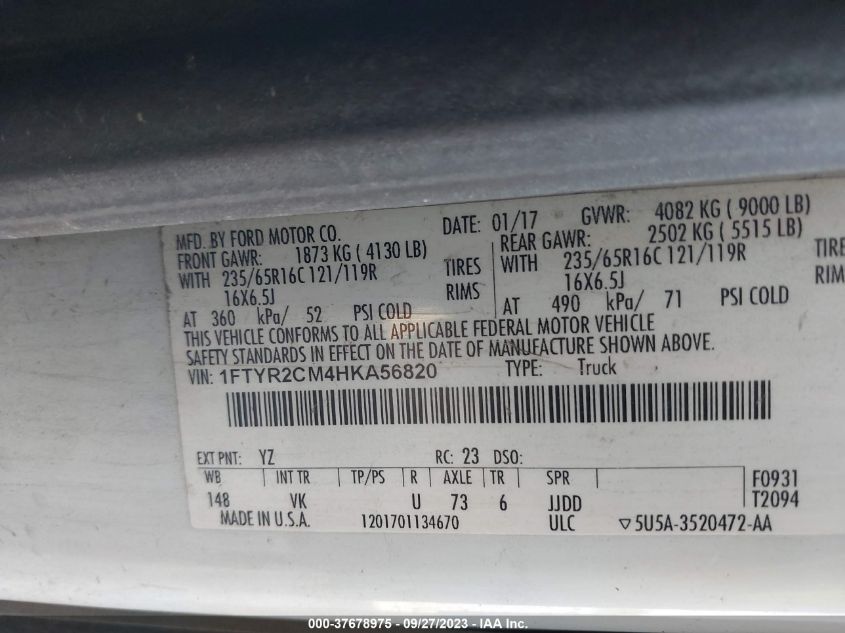 MFD. BY FORD MOTOR CO. DATE: 01/17 GVWR: 4082 KG ( 9000 LB)
FRONT GAWR: 1873 KG ( 4130 LB) REAR GAWR: 2502 KG ( 5515 LB)
WITH 235/65R16C 121/119R TIRES WITH 235/65R16C 121/119R TIRE
16X6.5J RIMS 16X6.5J RIM
AT 360 kPa/ 52 PSI COLD AT 490 kPa/ 71 PSI COLD
THIS VEHICLE CONFORMS TO ALL APPLICABLE FEDERAL MOTOR VEHICLE
SAFETY STANDARDS IN EFFECT ON THE DATE OF MANUFACTURE SHOWN ABOVE.
VIN: 1FTYR2CM4HKA56820 TYPE: Truck
EXT PNT: YZ RC: 23 DSO:
WB INT TR TP/PS R AXLE TR SPR F0931
148 VK U 73 6 JJDD T2094
MADE IN U.S.A. 1201701134670 ULC ▽5U5A-3520472-AA
000-37678975 - 09/27/2023 - IAA Inc.